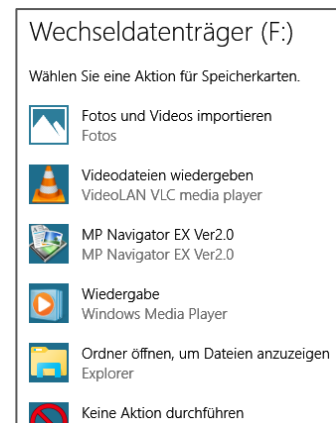 Wechseldatenträger (F:)
Wählen Sie eine Aktion für Speicherkarten.
Fotos und Videos importieren
Fotos
Videodateien wiedergeben
VideoLAN VLC media player
MP Navigator EX Ver2.0
MP Navigator EX Ver2.0
Wiedergabe
Windows Media Player
Ordner öffnen, um Dateien anzuzeigen
Explorer
Keine Aktion durchführen